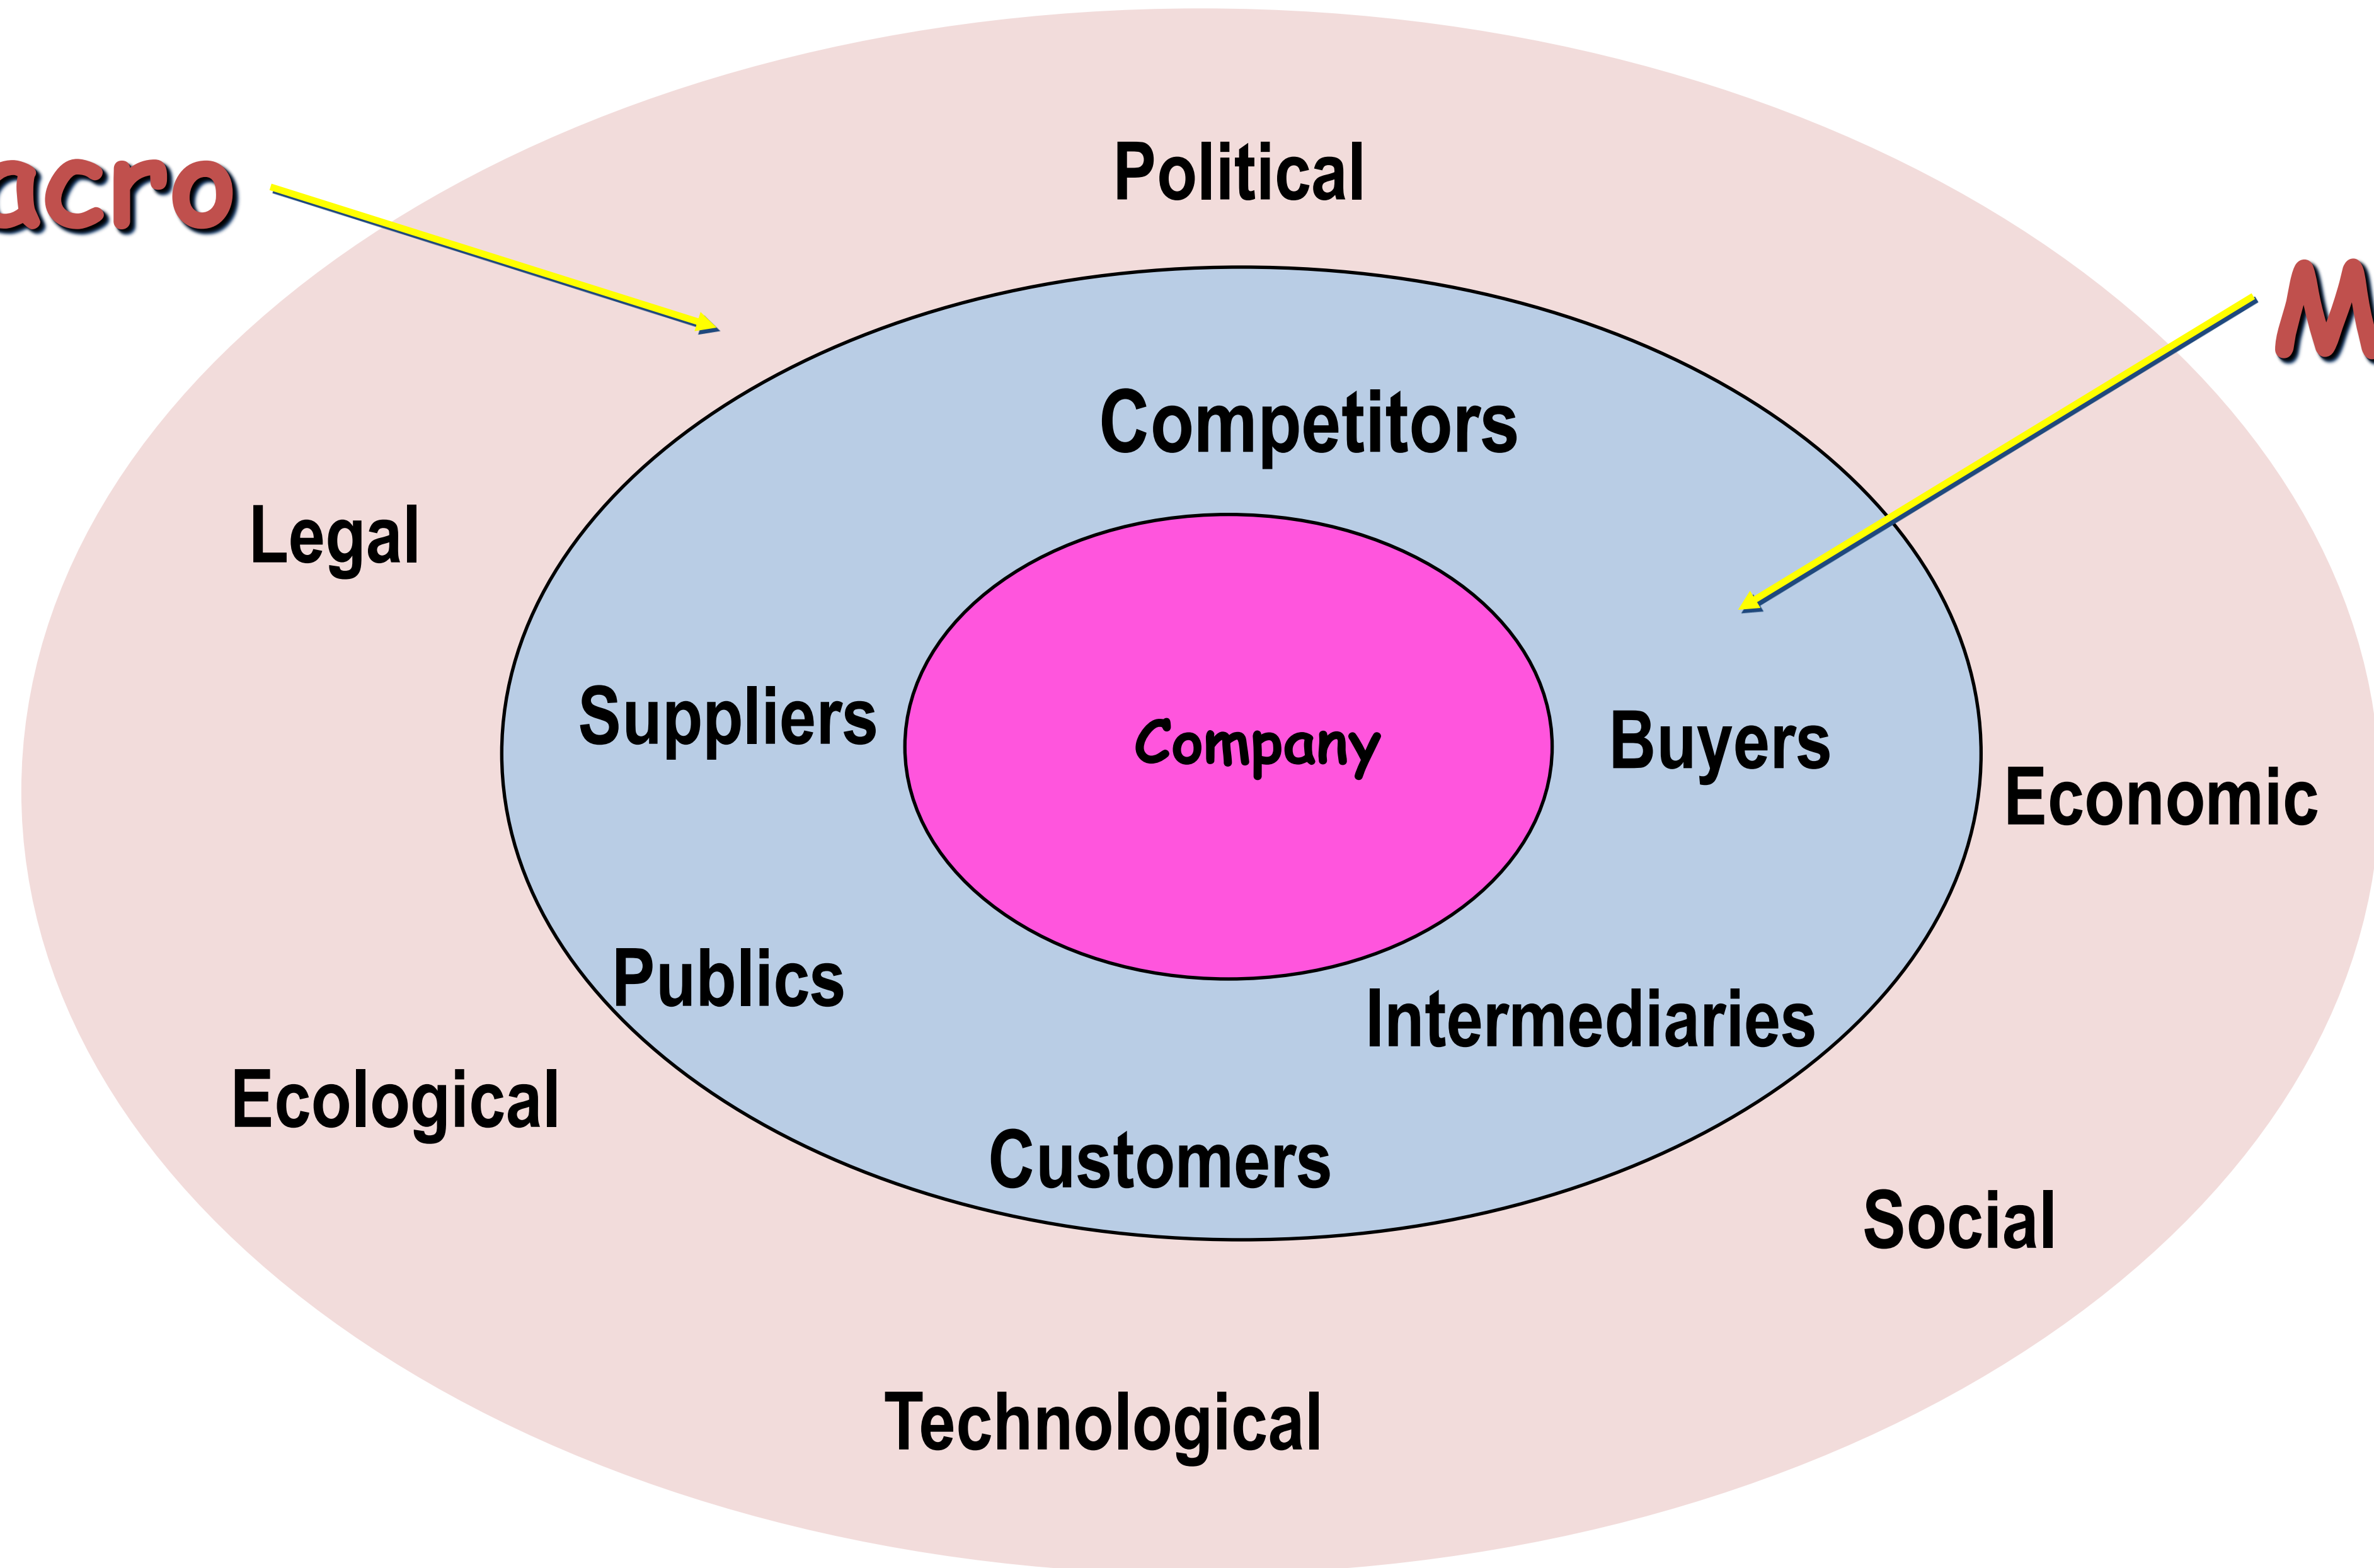 Political
acro
M
Competitors
Legal
Suppliers
Company
Buyers
Economic
Publics
Intermediaries
Ecological
Customers
Social
Technological